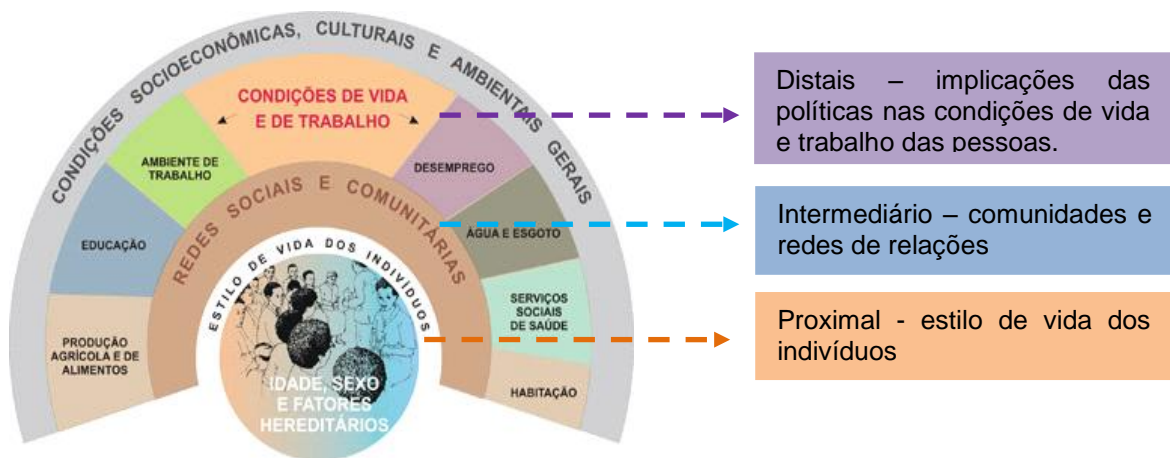 CONDIÇÕES SOCIOECONÔMICAS, CULTURAIS E AMBIENTAIS GERAIS
CONDIÇÕES DE VIDA
E DE TRABALHO
AMBIENTE DE
TRABALHO
DESEMPREGO
REDES SOCIAIS E COMUNITÁRIAS
EDUCAÇÃO
ÀGUA E ESGOTO
ESTILO DE VIDA DOS INDIVÍDUOS
SERVIÇOS
SOCIAIS
DE SAÚDE
PRODUÇÃO
AGRÍCOLA E DE
ALIMENTOS
HABITAÇÃO
IDADE, SEXO
E FATORES
HEREDITÁRIOS
Distais – implicações das
políticas nas condições de vida
e trabalho das pessoas.
Intermediário – comunidades e
redes de relações
Proximal - estilo de vida dos
indivíduos